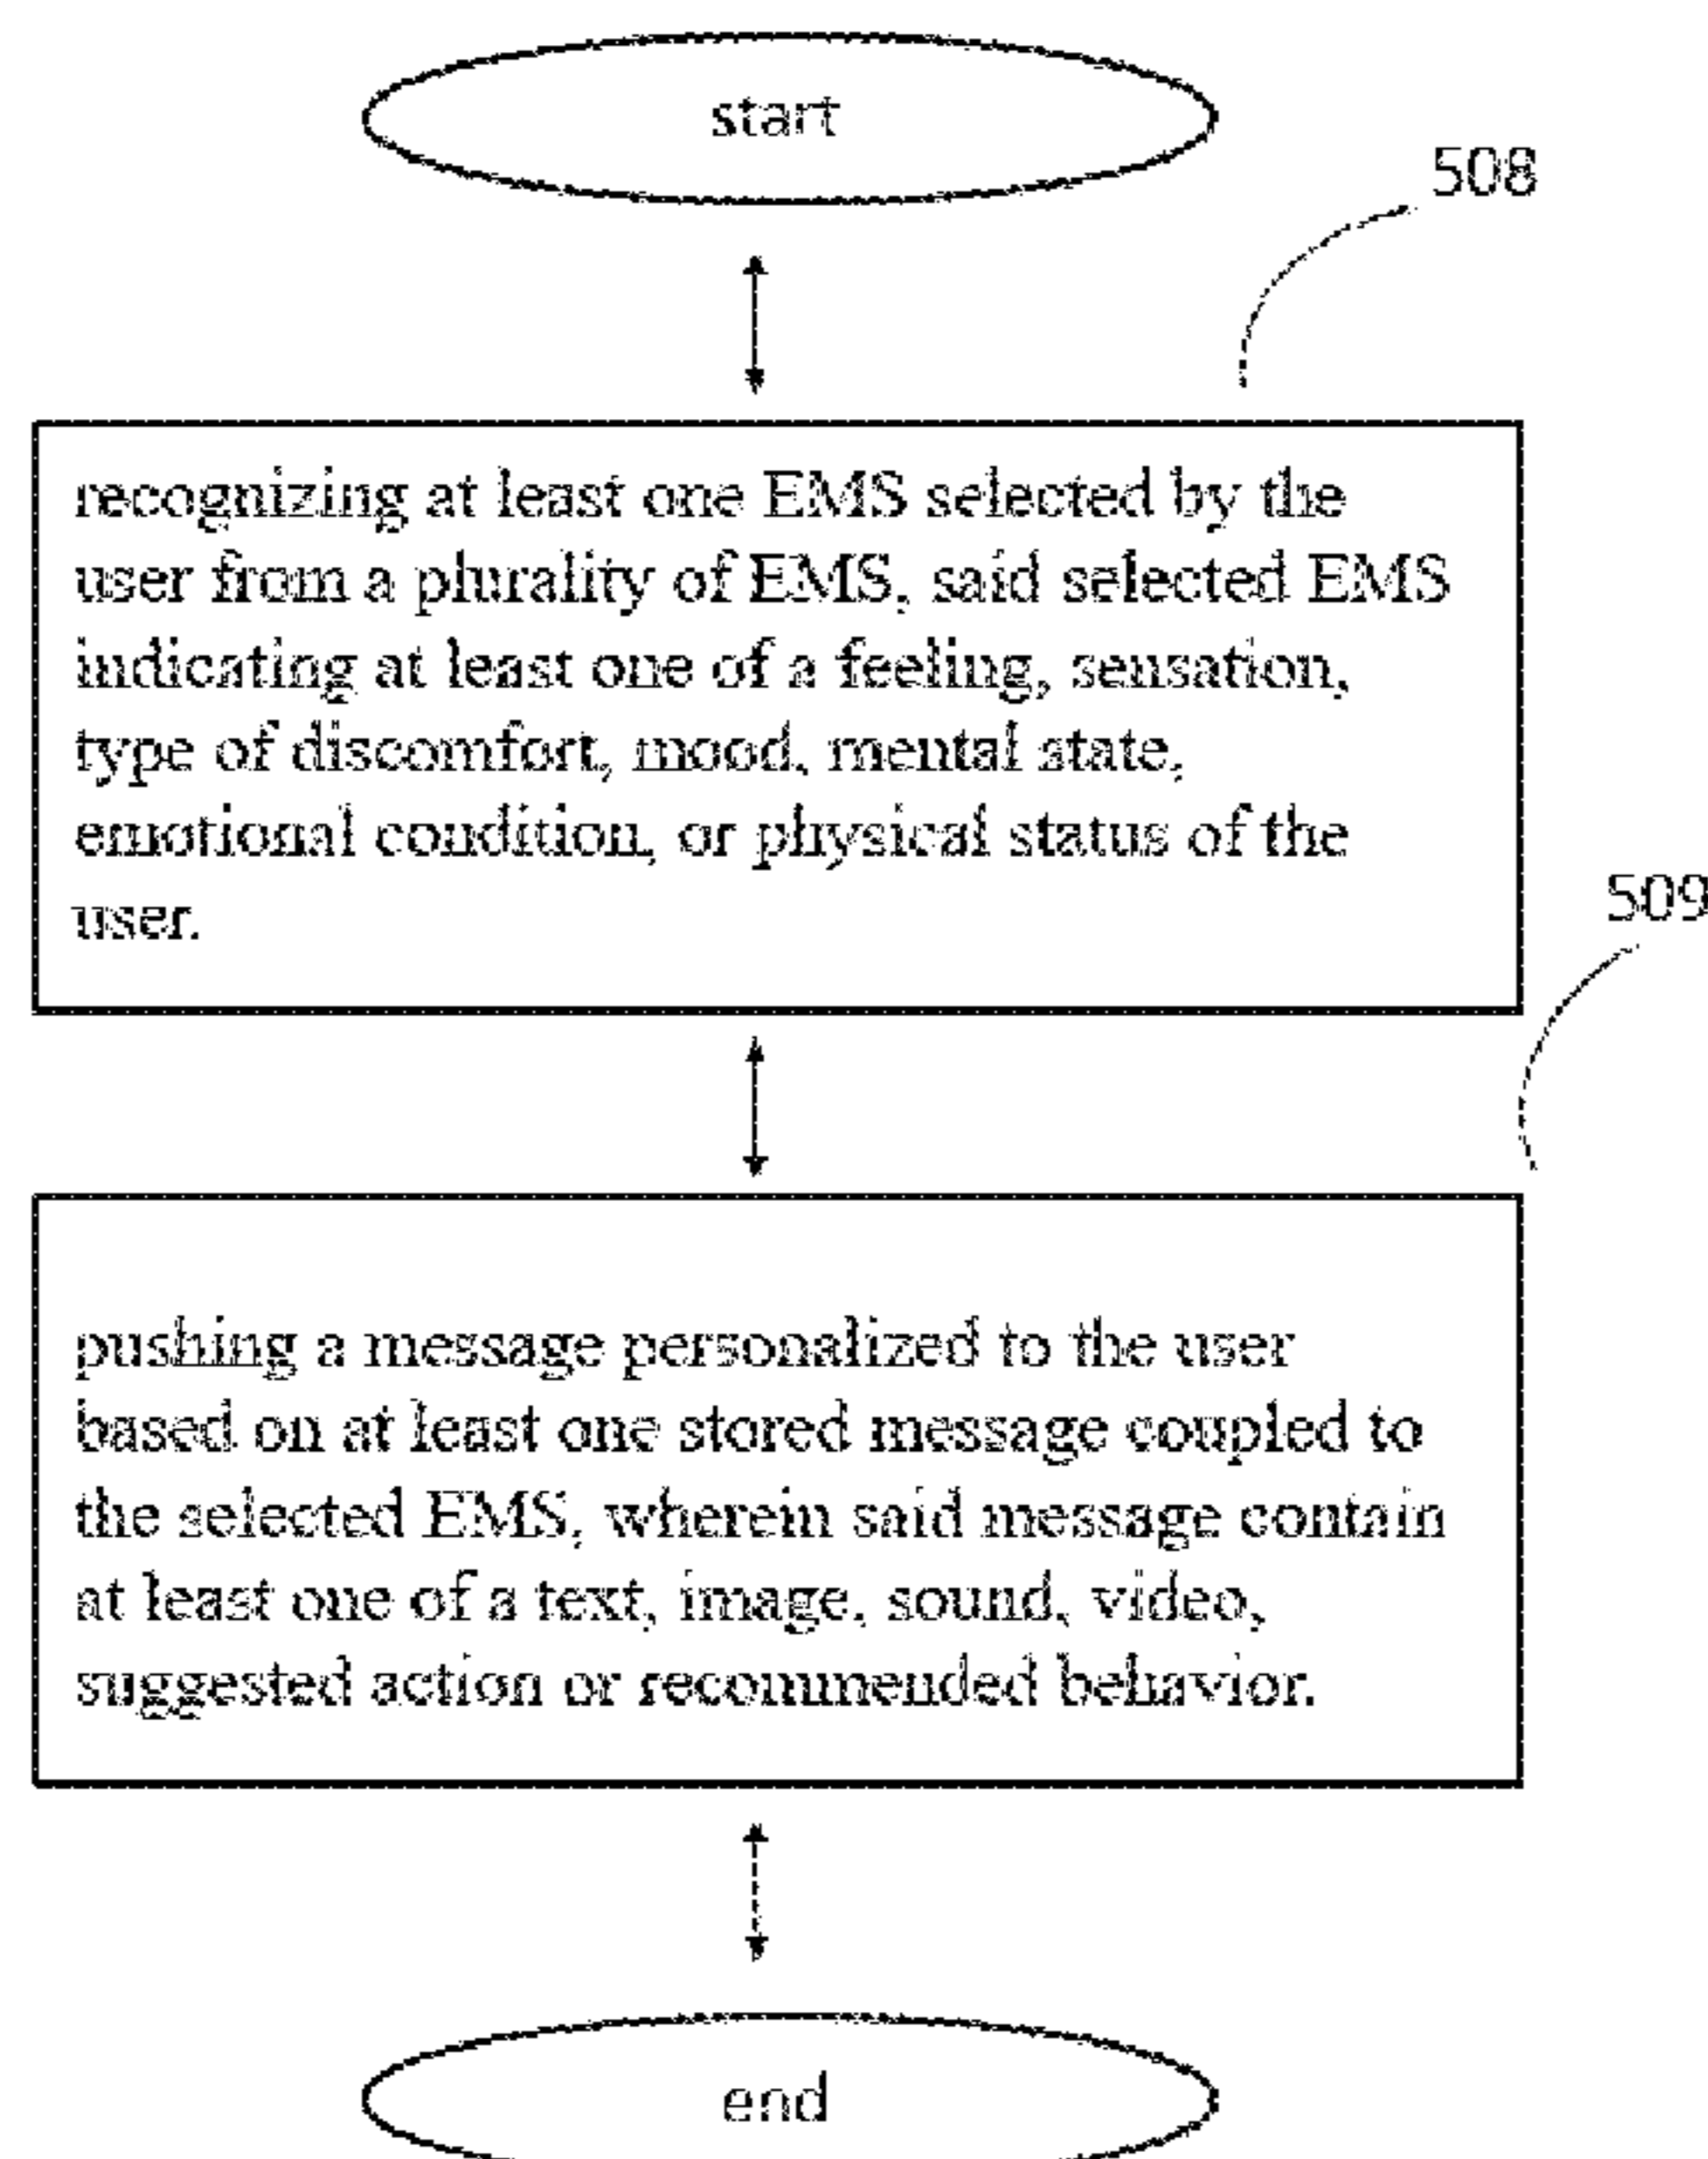 start
508
recognizing at least one EMS selected by the
user from a plurality of EMS, said selected EMS
indicating at least one of a feeling, sensation,
type of discomfort, mood, mental state,
emotional condition, or physical status of the
user.
509
pushing a message personalized to the user
based on at least one stored message coupled to
the selected EMS, wherein said message contain
at least one of a text, image, sound, video,
suggested action or recommended behavior.
end